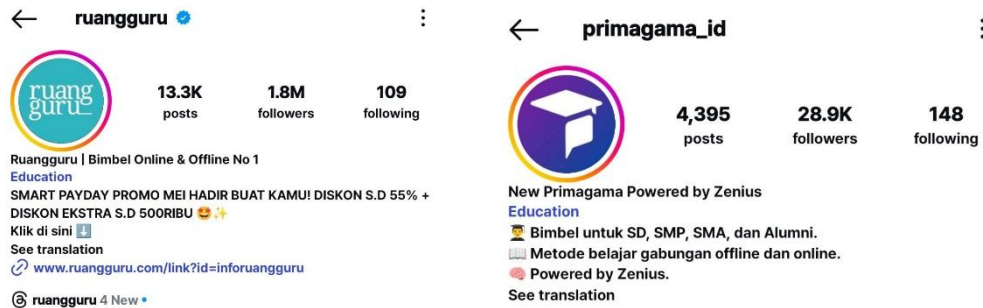 ruangguru
ruang
guru
13.3K
1.8M
109
posts
followers
following
Ruangguru | Bimbel Online & Offline No 1
Education
SMART PAYDAY PROMO MEI HADIR BUAT KAMU! DISKON S.D 55% +
DISKON EKSTRA S.D 500RIBU 🤩✨
Klik di sini ⬇️
See translation
www.ruangguru.com/link?id=inforuangguru
ruangguru 4 New •
primagama_id
4,395
28.9K
148
posts
followers
following
New Primagama Powered by Zenius
Education
👨‍🎓 Bimbel untuk SD, SMP, SMA, dan Alumni.
📖 Metode belajar gabungan offline dan online.
🧠 Powered by Zenius.
See translation